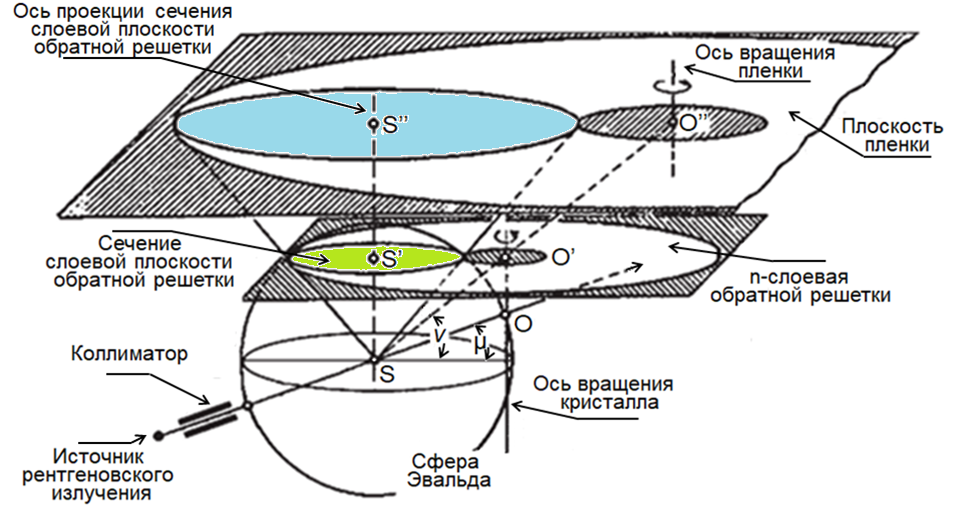 Ось проекции сечения
слоевой плоскости
обратной решетки
Ось вращения
пленки
S''
O''
Плоскость
пленки
Сечение
слоевой плоскости
обратной решетки
S'
O'
n-слоевая
обратной решетки
O
ν
μ
Коллиматор
S
Ось вращения
кристалла
Источник
рентгеновского
излучения
Сфера
Эвальда